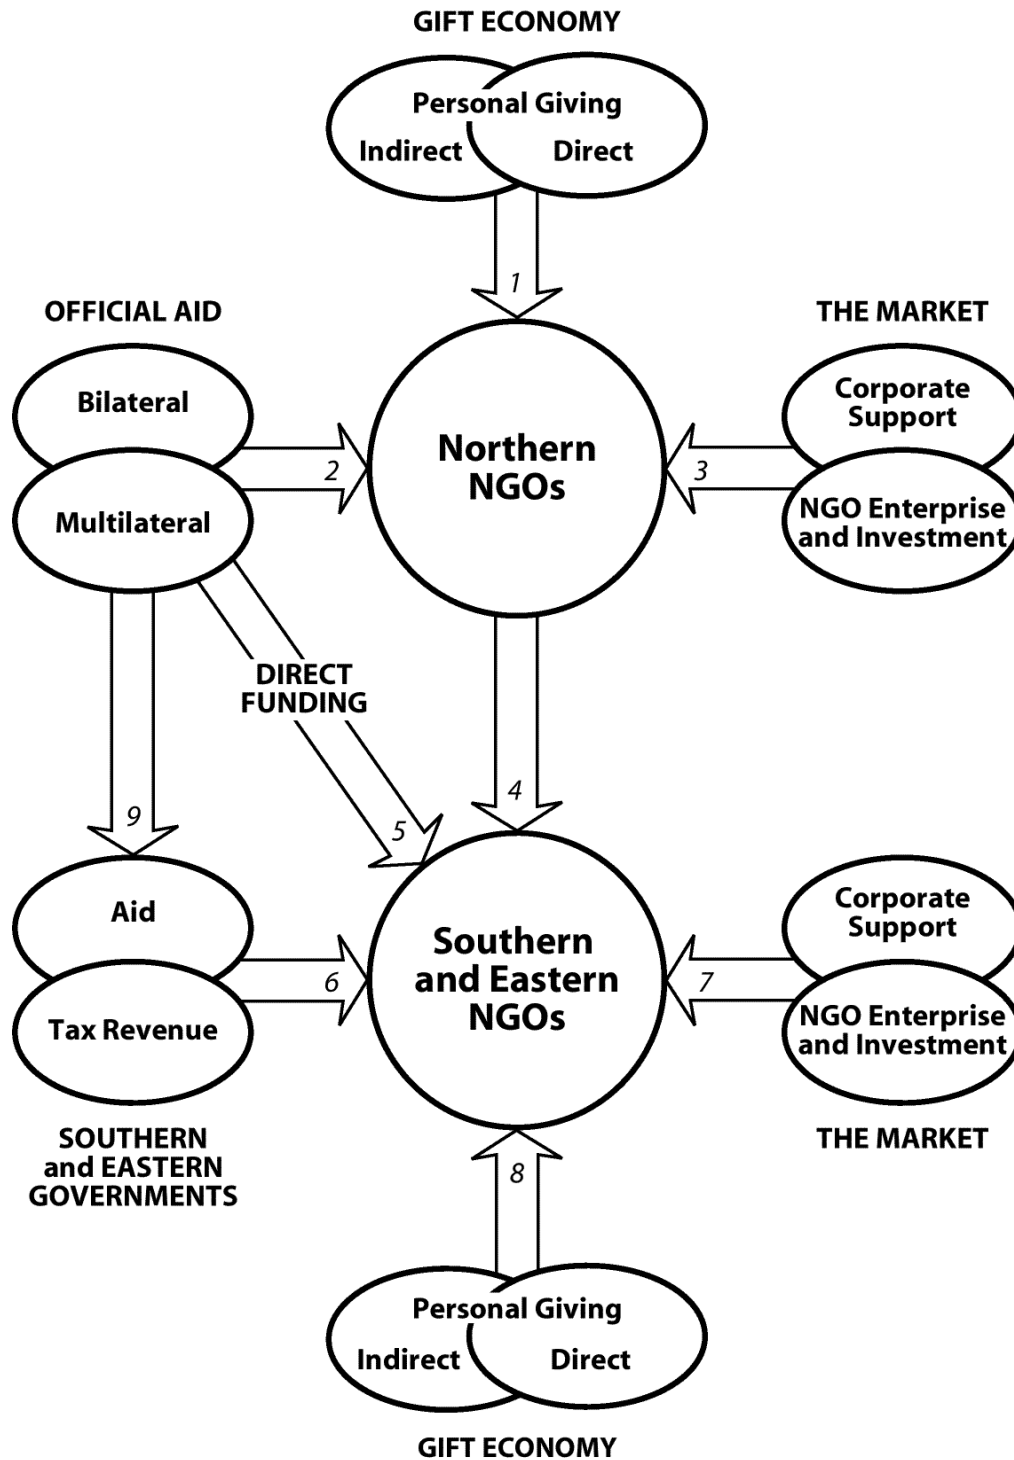 GIFT ECONOMY
Personal Giving
Indirect
Direct
1
OFFICIAL AID
THE MARKET
Bilateral
Multilateral
2
Northern
NGOs
3
Corporate
Support
NGO Enterprise
and Investment
DIRECT
FUNDING
9
5
4
Aid
Tax Revenue
6
Southern
and Eastern
NGOs
7
Corporate
Support
NGO Enterprise
and Investment
SOUTHERN
and EASTERN
GOVERNMENTS
THE MARKET
8
Personal Giving
Indirect
Direct
GIFT ECONOMY